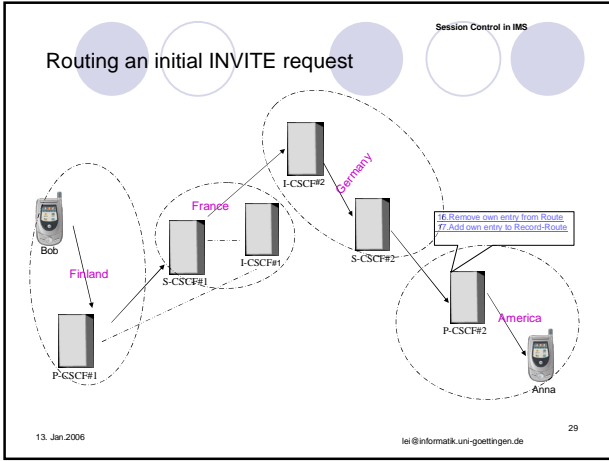 Session Control in IMS
Routing an initial INVITE request
I-CSCF#2
Germany
France
16.Remove own entry from Route
17.Add own entry to Record-Route
Bob
S-CSCF#1
I-CSCF#1
S-CSCF#2
Finland
P-CSCF#2
America
P-CSCF#1
Anna
13. Jan.2006
lei@informatik.uni-goettingen.de
29